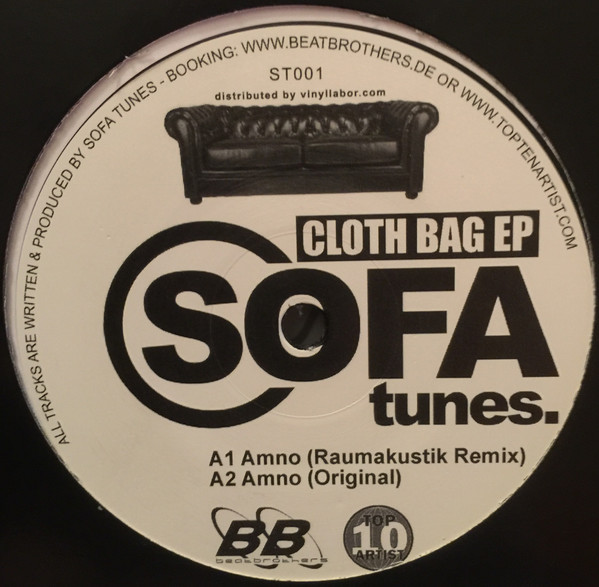 ALL TRACKS ARE WRITTEN & PRODUCED BY SOFA TUNES - BOOKING: WWW.BEATBROTHERS.DE OR WWW.TOPTENARTIST.COM
ST001
distributed by vinyllabor.com
CLOTH BAG EP
SOFA
tunes.
A1 Amno (Raumakustik Remix)
A2 Amno (Original)
BB
beatbrothers
TOP
10
ARTIST